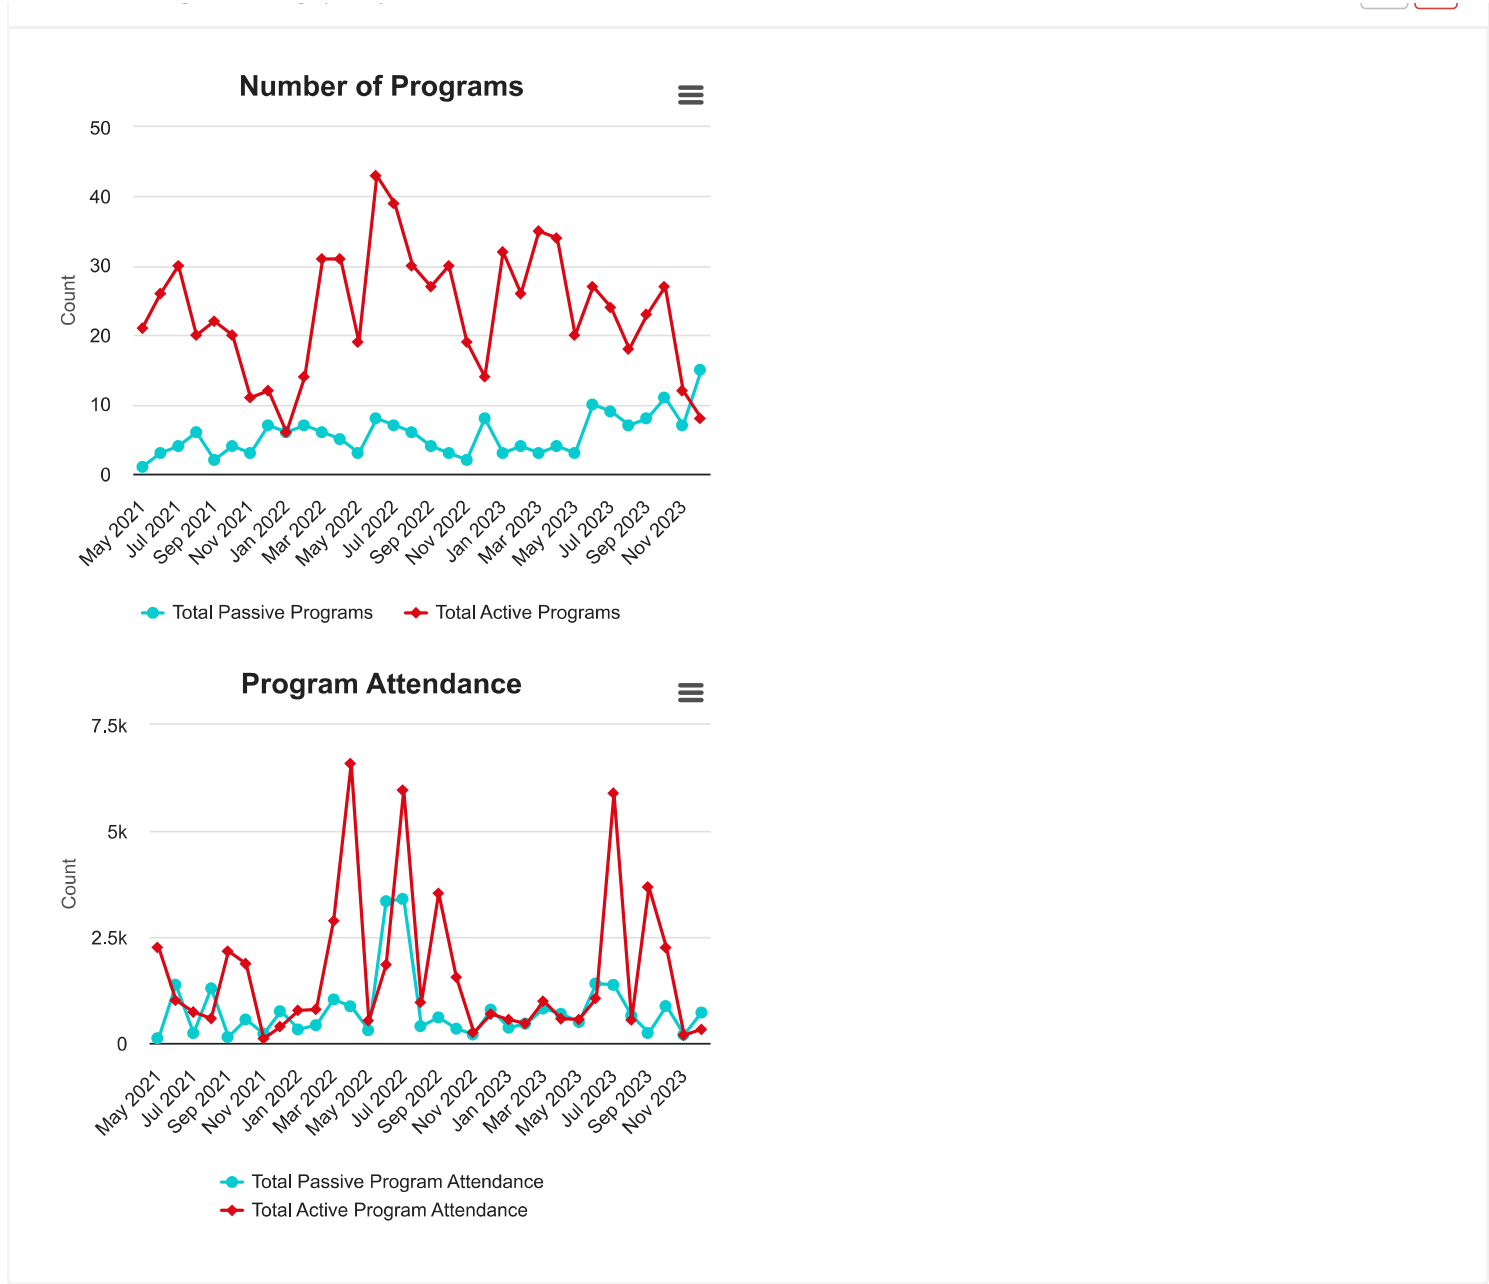 Number of Programs
50
40
30
20
10
0
Count
May 2021
Jul 2021
Sep 2021
Nov 2021
Jan 2022
Mar 2022
May 2022
Jul 2022
Sep 2022
Nov 2022
Jan 2023
Mar 2023
May 2023
Jul 2023
Sep 2023
Nov 2023
Total Passive Programs
Total Active Programs
Program Attendance
7.5k
5k
2.5k
0
Count
May 2021
Jul 2021
Sep 2021
Nov 2021
Jan 2022
Mar 2022
May 2022
Jul 2022
Sep 2022
Nov 2022
Jan 2023
Mar 2023
May 2023
Jul 2023
Sep 2023
Nov 2023
Total Passive Program Attendance
Total Active Program Attendance